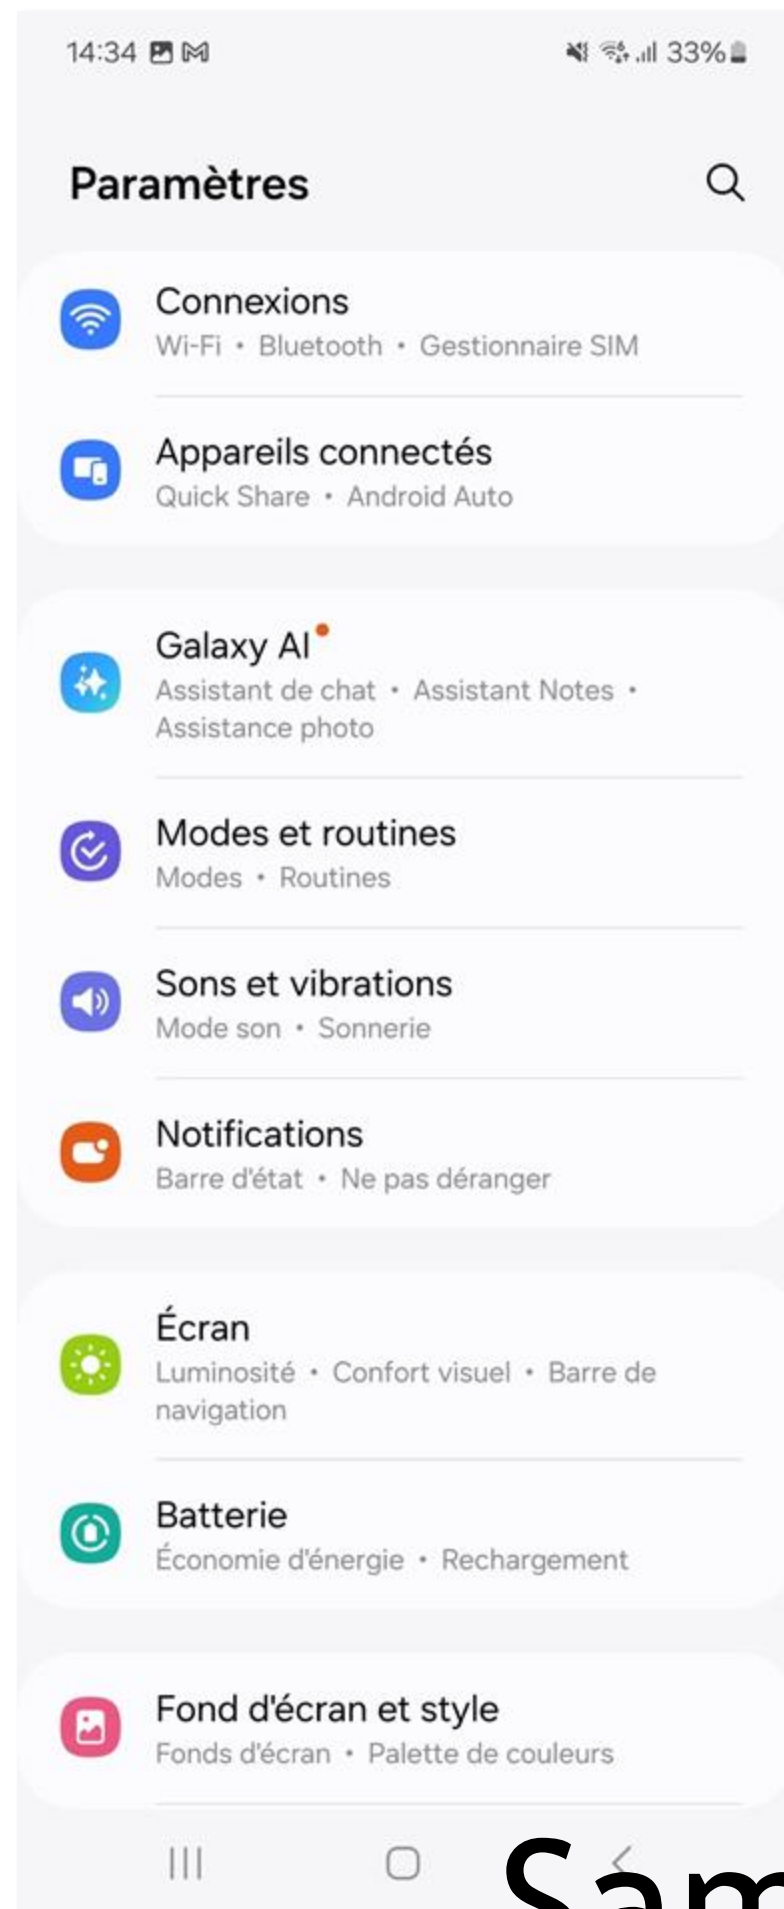 14:34 33%
Paramètres
Connexions
Wi-Fi • Bluetooth • Gestionnaire SIM
Appareils connectés
Quick Share • Android Auto
Galaxy AI
Assistant de chat • Assistant Notes •
Assistance photo
Modes et routines
Modes • Routines
Sons et vibrations
Mode son • Sonnerie
Notifications
Barre d'état • Ne pas déranger
Écran
Luminosité • Confort visuel • Barre de
navigation
Batterie
Économie d'énergie • Rechargement
Fond d'écran et style
Fonds d'écran • Palette de couleurs